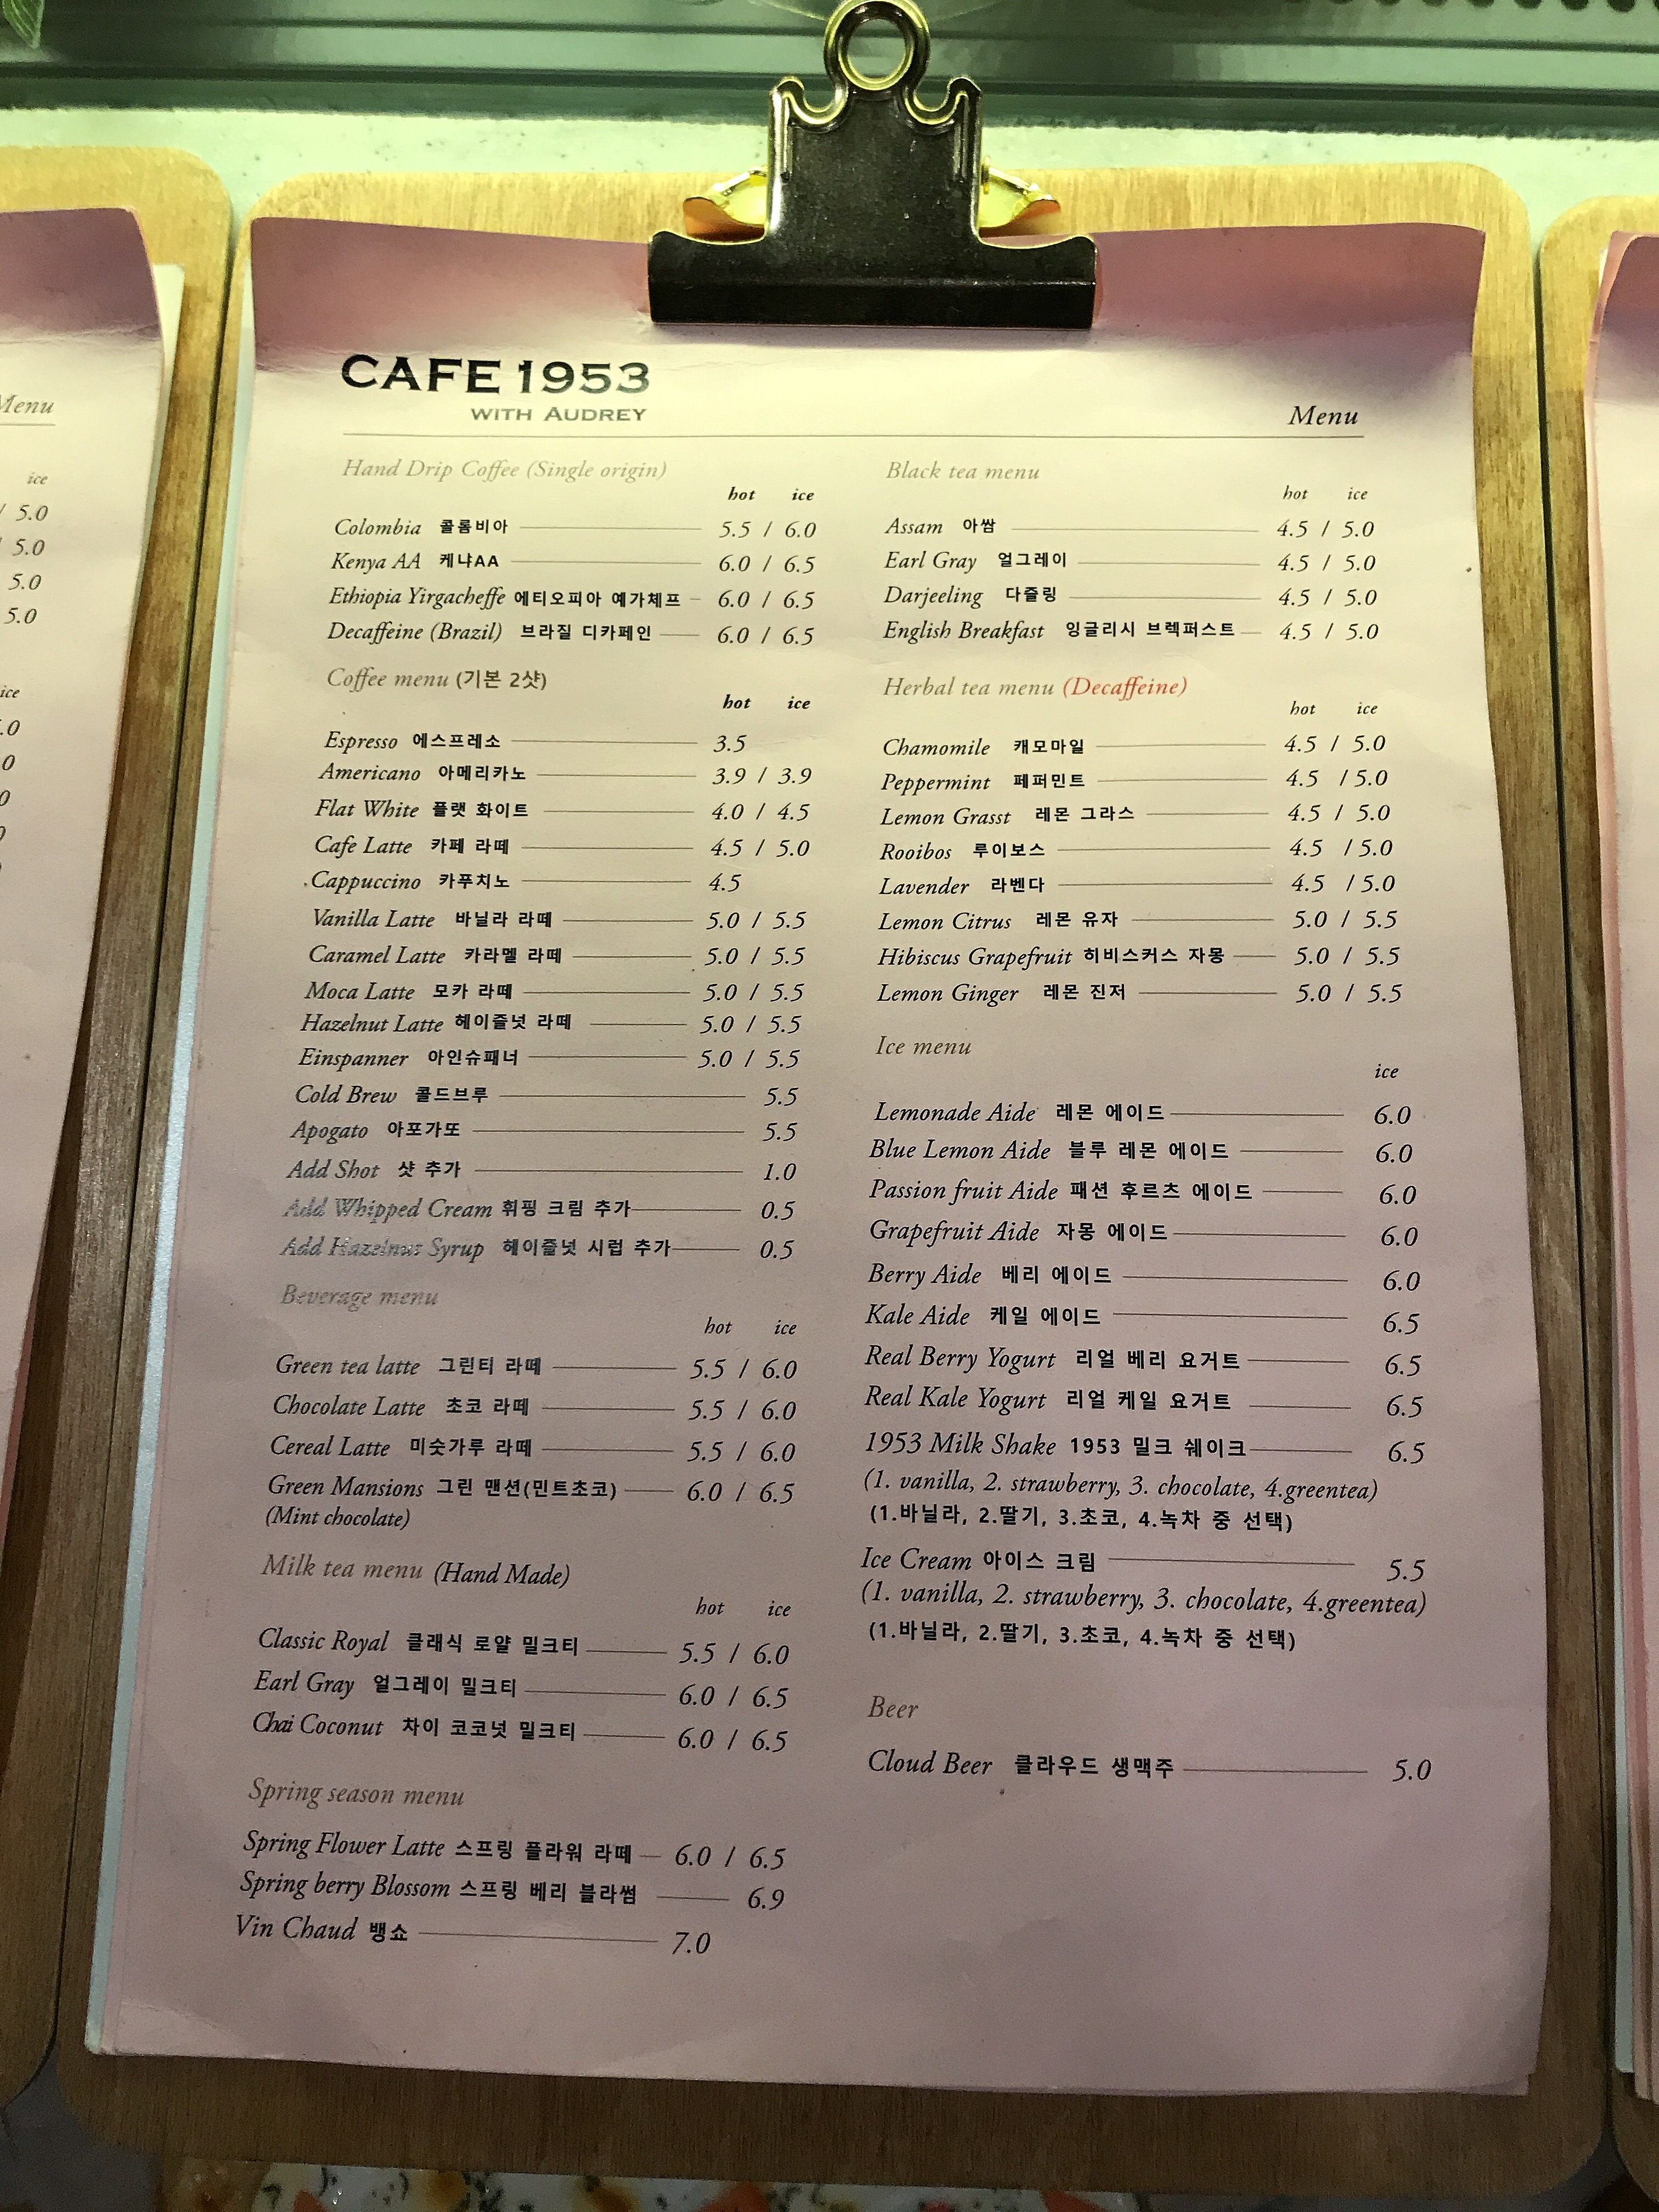 CAFE 1953
WITH AUDREY
Menu
Hand Drip Coffee (Single origin)
hot ice
Colombia 콜롬비아 5.5 / 6.0
Kenya AA 케냐AA 6.0 / 6.5
Ethiopia Yirgacheffe 에티오피아 예가체프 6.0 / 6.5
Decaffeine (Brazil) 브라질 디카페인 6.0 / 6.5
Coffee menu (기본 2샷)
hot ice
Espresso 에스프레소 3.5
Americano 아메리카노 3.9 / 3.9
Flat White 플랫 화이트 4.0 / 4.5
Cafe Latte 카페 라떼 4.5 / 5.0
Cappuccino 카푸치노 4.5
Vanilla Latte 바닐라 라떼 5.0 / 5.5
Caramel Latte 카라멜 라떼 5.0 / 5.5
Moca Latte 모카 라떼 5.0 / 5.5
Hazelnut Latte 헤이즐넛 라떼 5.0 / 5.5
Einspanner 아인슈패너 5.0 / 5.5
Cold Brew 콜드브루 5.5
Apogato 아포가또 5.5
Add Shot 샷 추가 1.0
Add Whipped Cream 휘핑 크림 추가 0.5
Add Hazelnut Syrup 헤이즐넛 시럽 추가 0.5
Beverage menu
hot ice
Green tea latte 그린티 라떼 5.5 / 6.0
Chocolate Latte 초코 라떼 5.5 / 6.0
Cereal Latte 미숫가루 라떼 5.5 / 6.0
Green Mansions 그린 맨션(민트초코) 6.0 / 6.5
(Mint chocolate)
Milk tea menu (Hand Made)
hot ice
Classic Royal 클래식 로얄 밀크티 5.5 / 6.0
Earl Gray 얼그레이 밀크티 6.0 / 6.5
Chai Coconut 차이 코코넛 밀크티 6.0 / 6.5
Spring season menu
Spring Flower Latte 스프링 플라워 라떼 6.0 / 6.5
Spring berry Blossom 스프링 베리 블라썸 6.9
Vin Chaud 뱅쇼 7.0
Black tea menu
hot ice
Assam 아쌈 4.5 / 5.0
Earl Gray 얼그레이 4.5 / 5.0
Darjeeling 다즐링 4.5 / 5.0
English Breakfast 잉글리시 브렉퍼스트 4.5 / 5.0
Herbal tea menu (Decaffeine)
hot ice
Chamomile 캐모마일 4.5 / 5.0
Peppermint 페퍼민트 4.5 / 5.0
Lemon Grasst 레몬 그라스 4.5 / 5.0
Rooibos 루이보스 4.5 / 5.0
Lavender 라벤다 4.5 / 5.0
Lemon Citrus 레몬 유자 5.0 / 5.5
Hibiscus Grapefruit 히비스커스 자몽 5.0 / 5.5
Lemon Ginger 레몬 진저 5.0 / 5.5
Ice menu
ice
Lemonade Aide 레몬 에이드 6.0
Blue Lemon Aide 블루 레몬 에이드 6.0
Passion fruit Aide 패션 후르츠 에이드 6.0
Grapefruit Aide 자몽 에이드 6.0
Berry Aide 베리 에이드 6.0
Kale Aide 케일 에이드 6.5
Real Berry Yogurt 리얼 베리 요거트 6.5
Real Kale Yogurt 리얼 케일 요거트 6.5
1953 Milk Shake 1953 밀크 쉐이크 6.5
(1. vanilla, 2. strawberry, 3. chocolate, 4.greentea)
(1.바닐라, 2.딸기, 3.초코, 4.녹차 중 선택)
Ice Cream 아이스 크림 5.5
(1. vanilla, 2. strawberry, 3. chocolate, 4.greentea)
(1.바닐라, 2.딸기, 3.초코, 4.녹차 중 선택)
Beer
Cloud Beer 클라우드 생맥주 5.0
Menu
ice
/ 5.0
5.0
5.0
5.0
ice